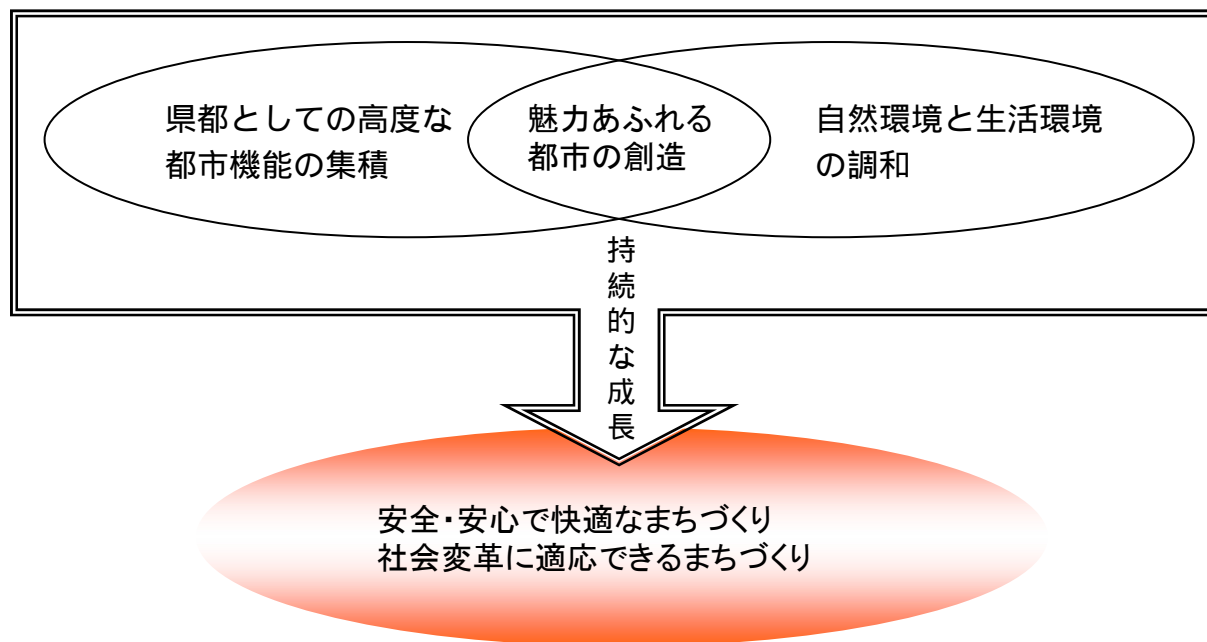 県都としての高度な
都市機能の集積
魅力あふれる
都市の創造
自然環境と生活環境
の調和
持続的な成長
安全・安心で快適なまちづくり
社会変革に適応できるまちづくり